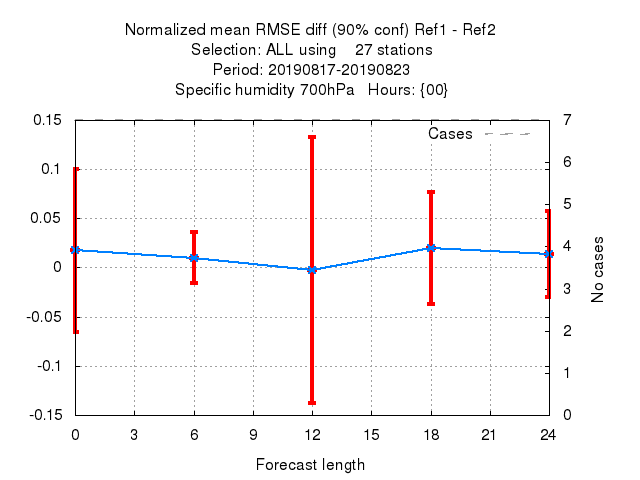 Normalized mean RMSE diff (90% conf) Ref1 - Ref2
Selection: ALL using    27 stations
Period: 20190817-20190823
Specific humidity 700hPa   Hours: {00}
Cases
0.15
0.1
0.05
0
-0.05
-0.1
-0.15
7
6
5
4
3
2
1
0
No cases
0 3 6 9 12 15 18 21 24
Forecast length